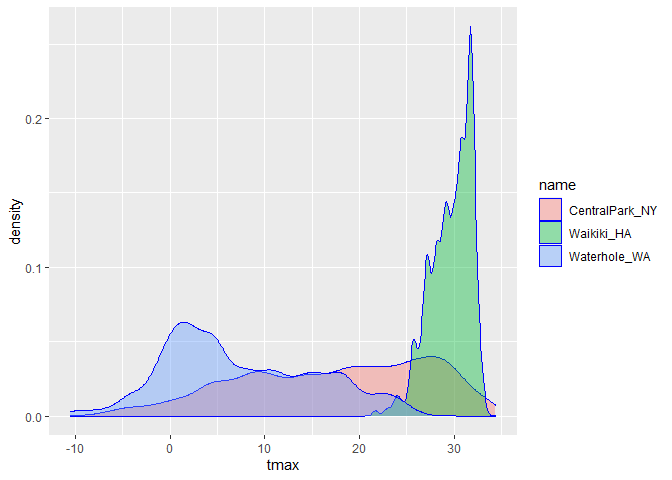 0.2
0.1
0.0
density
-10 0 10 20 30
tmax
name
CentralPark_NY
Waikiki_HA
Waterhole_WA